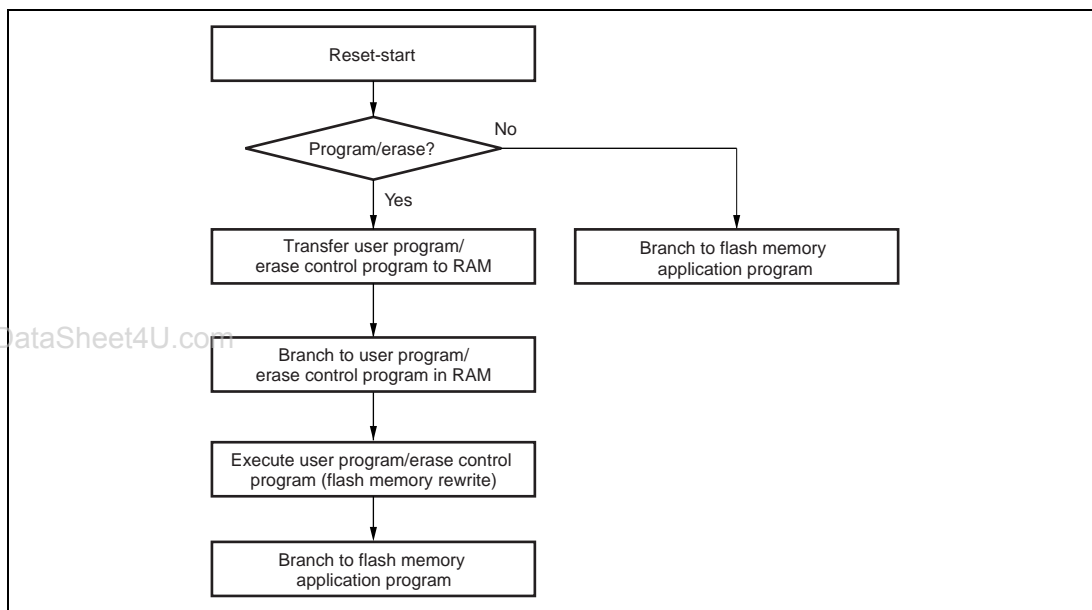 Reset-start
Program/erase?
No
Yes
Transfer user program/
erase control program to RAM
Branch to flash memory
application program
DataSheet4U.com
Branch to user program/
erase control program in RAM
Execute user program/erase control
program (flash memory rewrite)
Branch to flash memory
application program